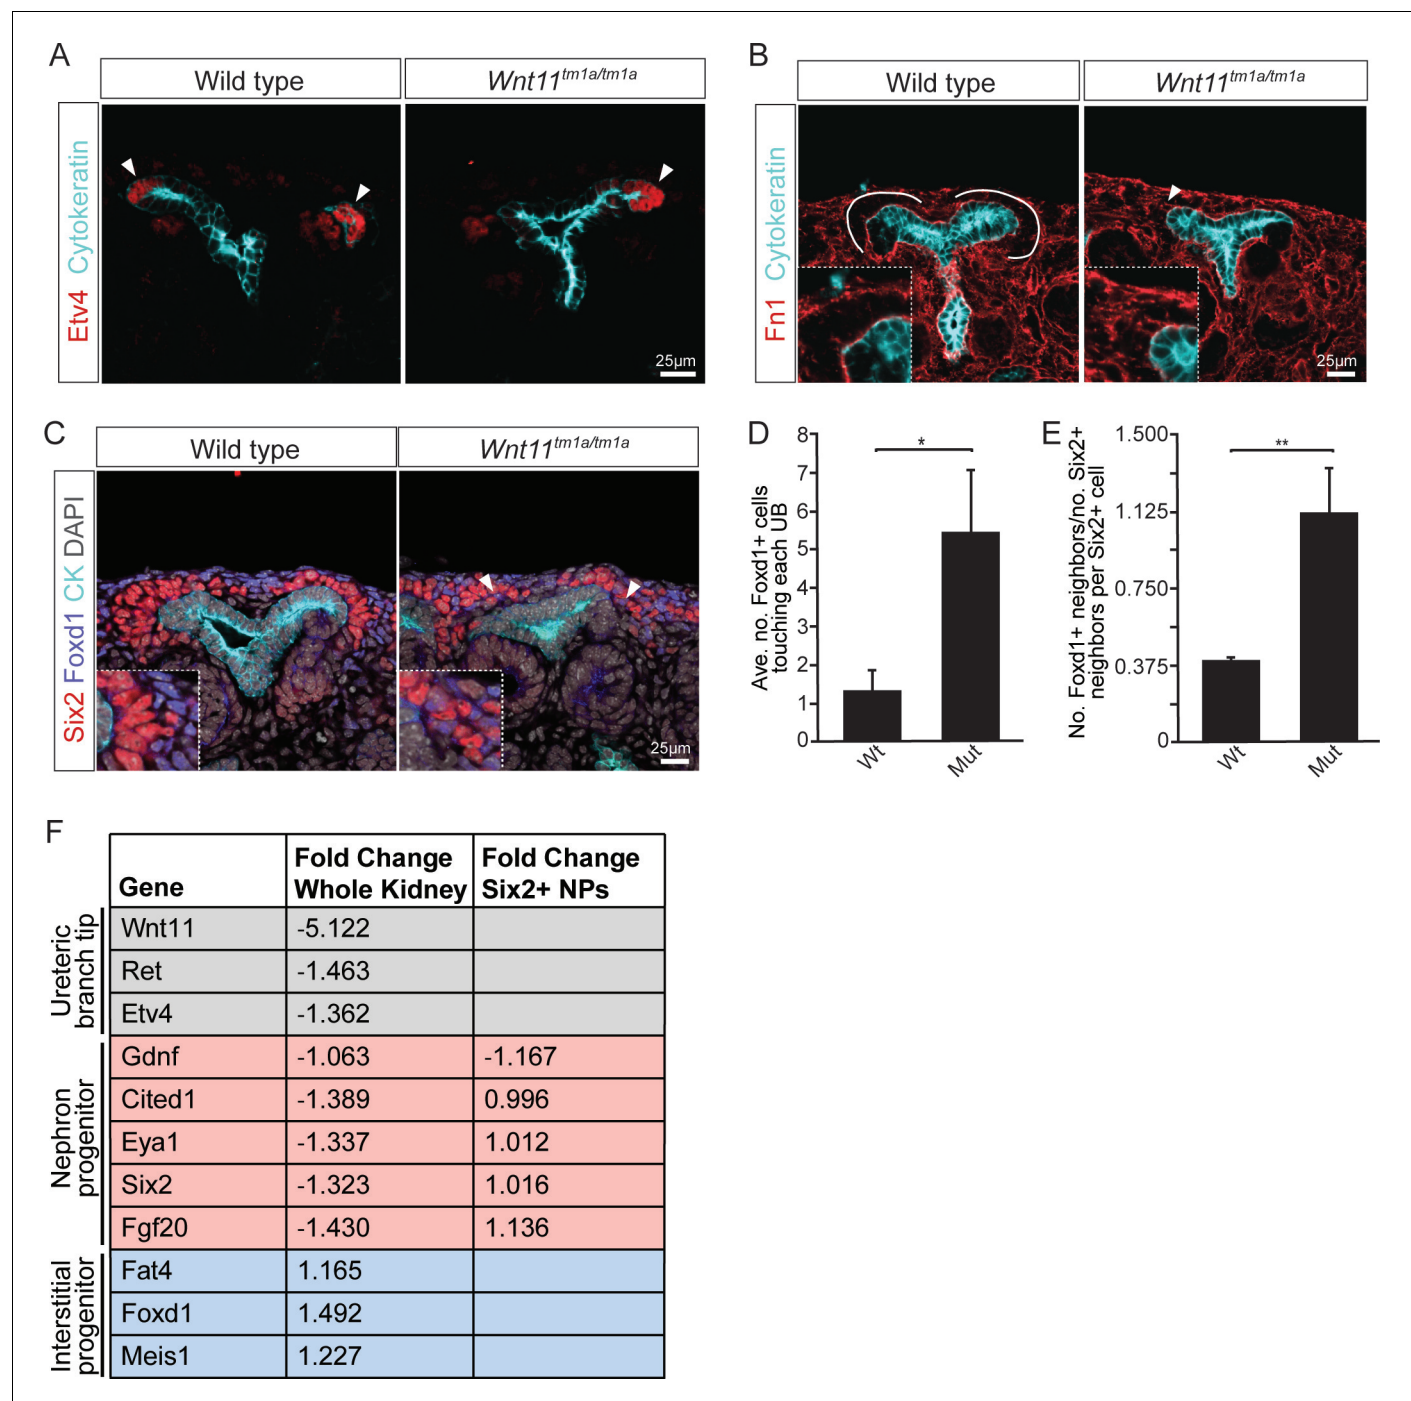 A
Wild type
Wnt11tm1a/tm1a
Etv4 Cytokeratin
25µm
B
Wild type
Wnt11tm1a/tm1a
Fn1 Cytokeratin
25µm
C
Wild type
Wnt11tm1a/tm1a
Six2 Foxd1 CK DAPI
25µm
D
Ave. no. Foxd1+ cells
touching each UB
8
7
6
5
4
3
2
1
0
*
Wt
Mut
E
No. Foxd1+ neighbors/no. Six2+
neighbors per Six2+ cell
1.500
1.125
0.750
0.375
0
**
Wt
Mut
F
Gene
Fold Change
Whole Kidney
Fold Change
Six2+ NPs
Ureteric
branch tip
Wnt11 -5.122
Ret -1.463
Etv4 -1.362
Nephron
progenitor
Gdnf -1.063 -1.167
Cited1 -1.389 0.996
Eya1 -1.337 1.012
Six2 -1.323 1.016
Fgf20 -1.430 1.136
Interstitial
progenitor
Fat4 1.165
Foxd1 1.492
Meis1 1.227